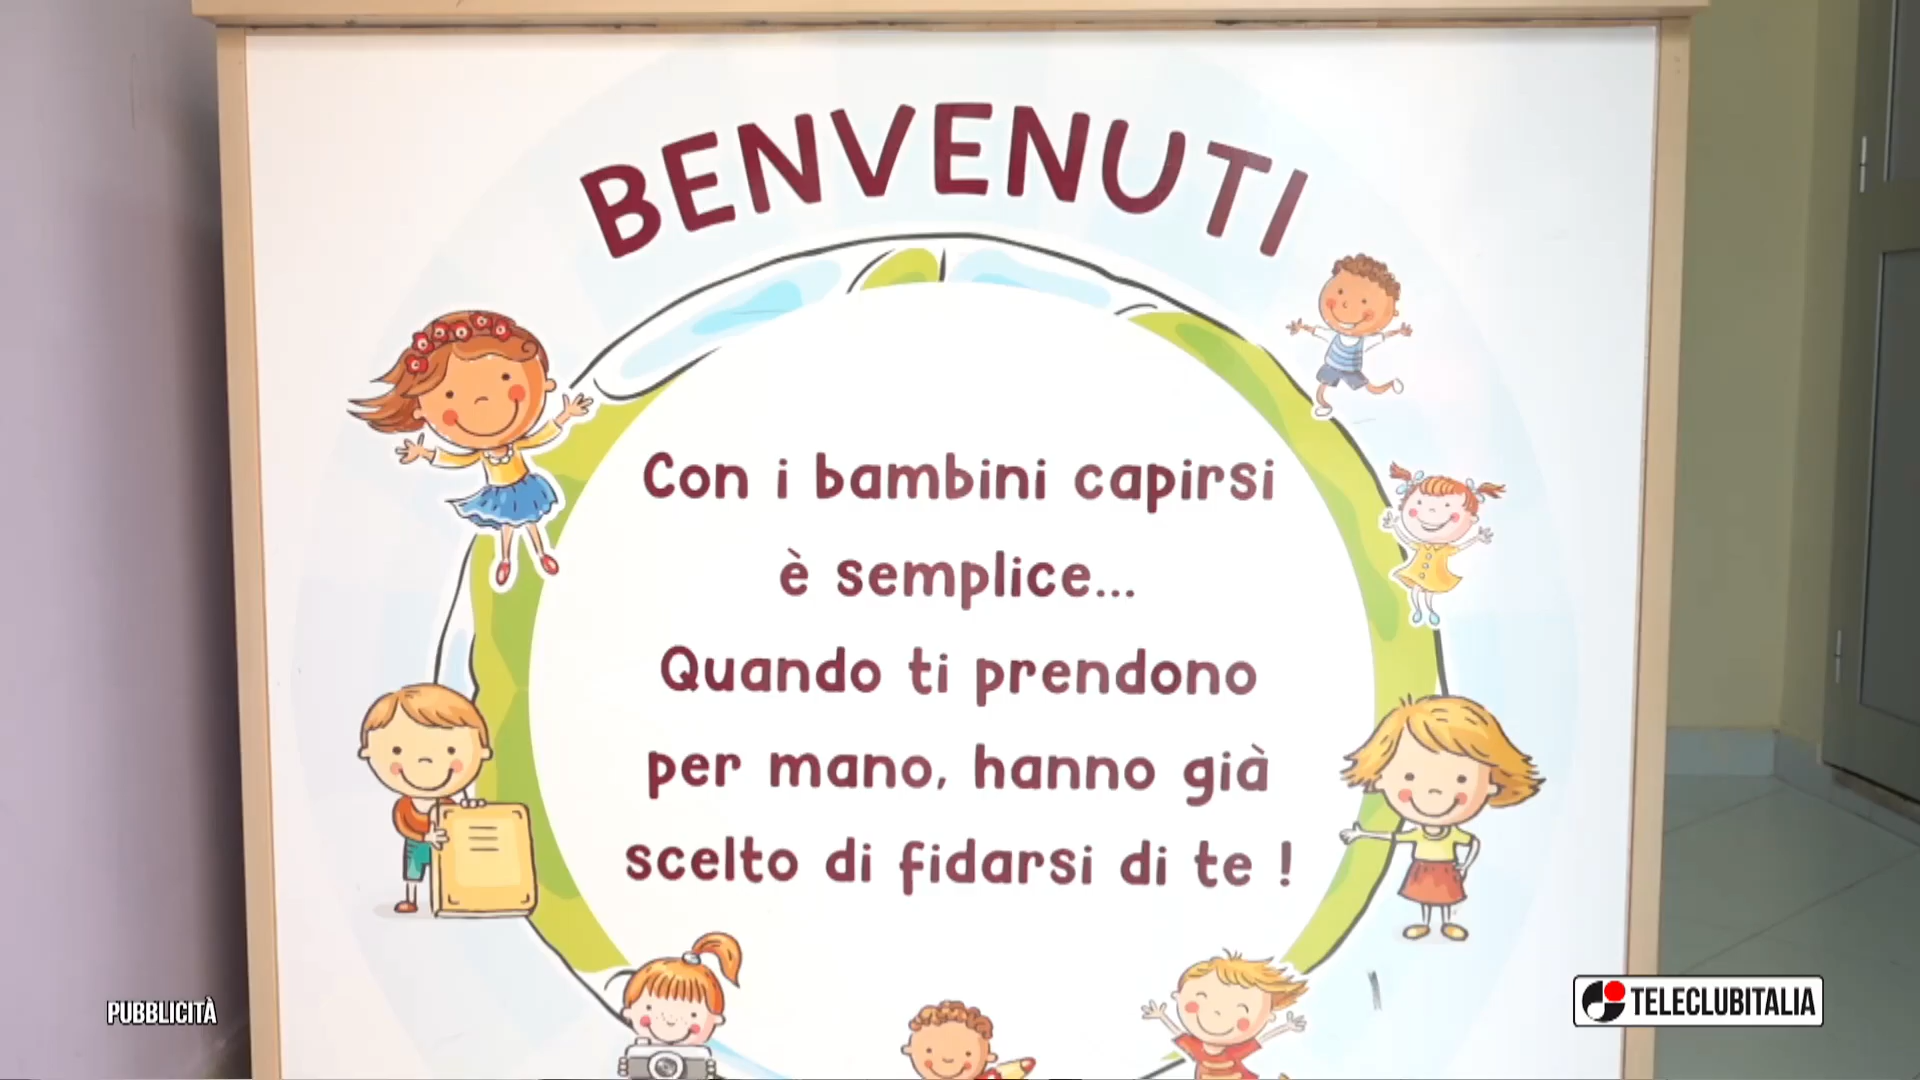 BENVENUTI
Con i bambini capirsi
è semplice...
Quando ti prendono
per mano, hanno già
scelto di fidarsi di te !
PUBBLICITÀ
TELECLUBITALIA